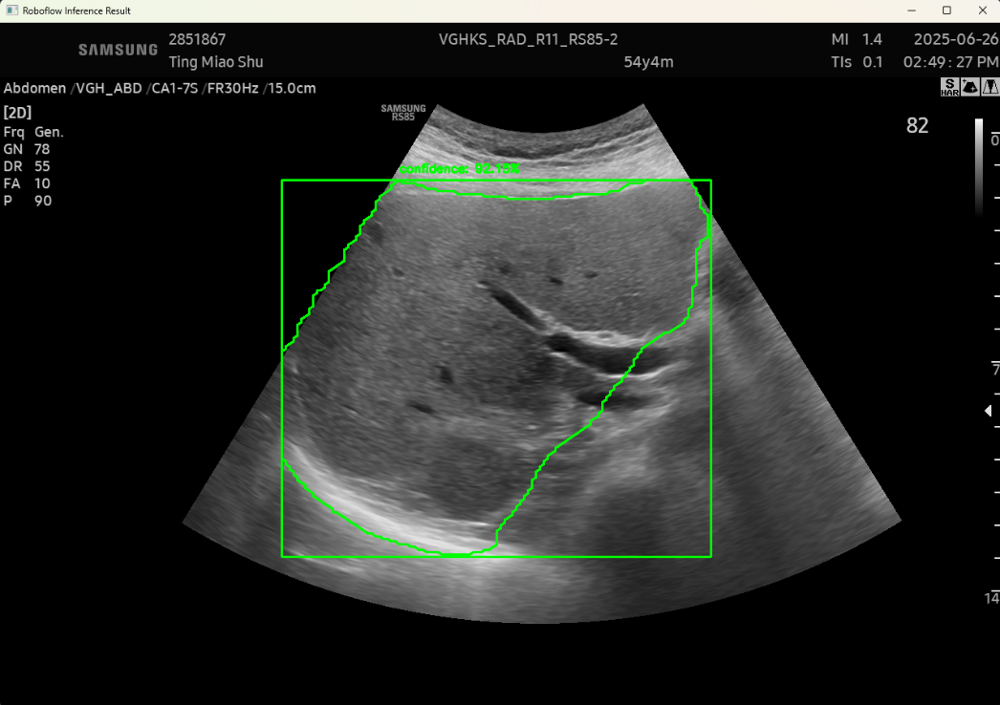 Roboflow Inference Result
SAMSUNG
2851867
Ting Miao Shu
VGHKS_RAD_R11_RS85-2
54y4m
MI 1.4
TIs 0.1
2025-06-26
02:49:27 PM
Abdomen /VGH_ABD /CA1-7S /FR30Hz /15.0cm
S
HAR
[2D]
Frq Gen.
GN 78
DR 55
FA 10
P 90
SAMSUNG
RS85
82
confidence: 92.15%
0
7
14